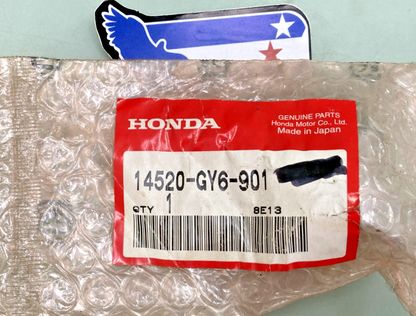 HONDA
GENUINE PARTS
Honda Motor Co., Ltd.
Made in Japan
14520-GY6-901
QTY 1 8E13